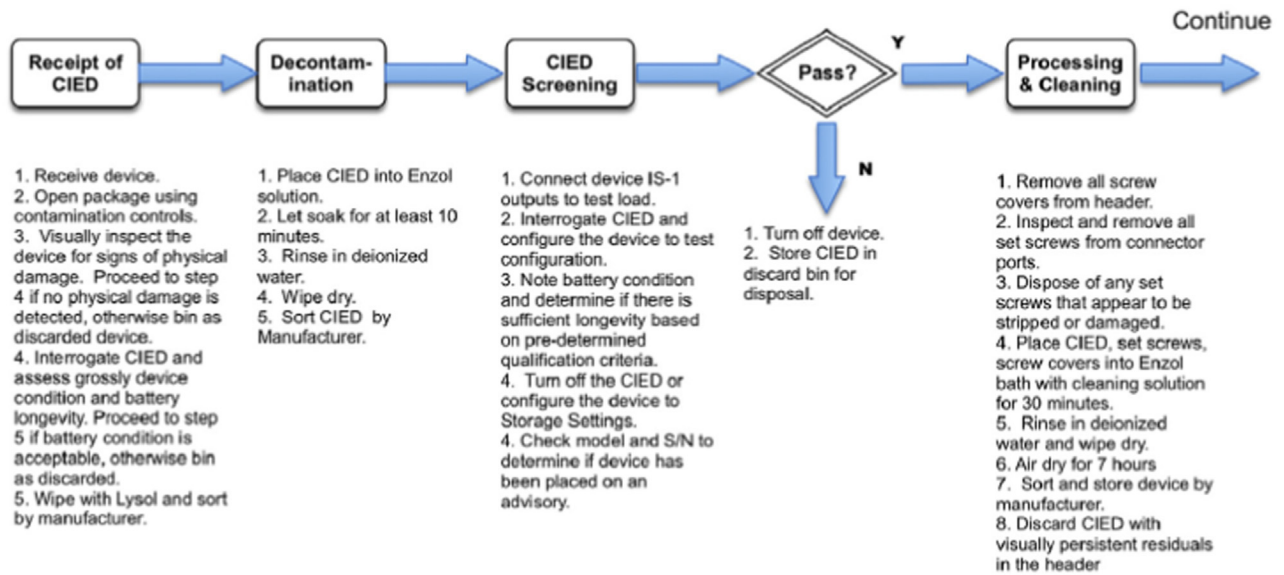 Continue
Receipt of
CIED
Decontam-
ination
CIED
Screening
Pass?
Y
Processing
& Cleaning
N
1. Receive device.
2. Open package using
contamination controls.
3. Visually inspect the
device for signs of physical
damage. Proceed to step
4 if no physical damage is
detected, otherwise bin as
discarded device.
4. Interrogate CIED and
assess grossly device
condition and battery
longevity. Proceed to step
5 if battery condition is
acceptable, otherwise bin
as discarded.
5. Wipe with Lysol and sort
by manufacturer.
1. Place CIED into Enzol
solution.
2. Let soak for at least 10
minutes.
3. Rinse in deionized
water.
4. Wipe dry.
5. Sort CIED by
Manufacturer.
1. Connect device IS-1
outputs to test load.
2. Interrogate CIED and
configure the device to test
configuration.
3. Note battery condition
and determine if there is
sufficient longevity based
on pre-determined
qualification criteria.
4. Turn off the CIED or
configure the device to
Storage Settings.
4. Check model and S/N to
determine if device has
been placed on an
advisory.
1. Turn off device.
2. Store CIED in
discard bin for
disposal.
1. Remove all screw
covers from header.
2. Inspect and remove all
set screws from connector
ports.
3. Dispose of any set
screws that appear to be
stripped or damaged.
4. Place CIED, set screws,
screw covers into Enzol
bath with cleaning solution
for 30 minutes.
5. Rinse in deionized
water and wipe dry.
6. Air dry for 7 hours
7. Sort and store device by
manufacturer.
8. Discard CIED with
visually persistent residuals
in the header